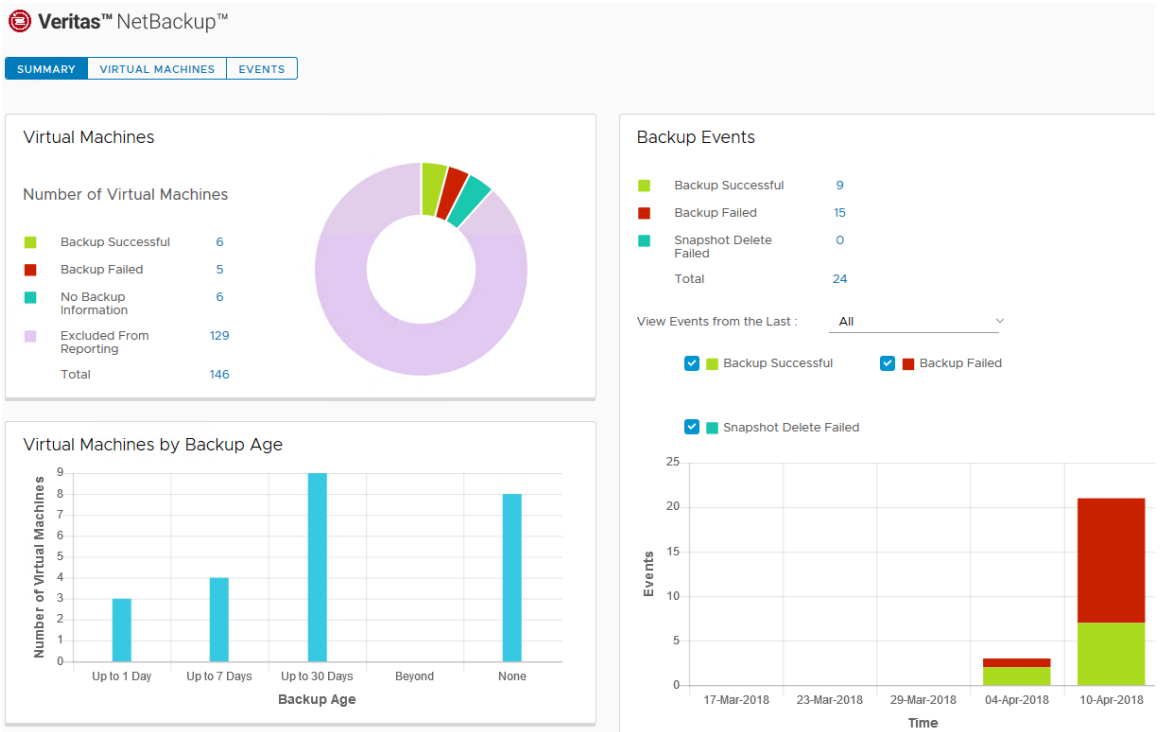 Veritas™ NetBackup™
SUMMARY
VIRTUAL MACHINES
EVENTS
Virtual Machines
Number of Virtual Machines
Backup Successful 6
Backup Failed 5
No Backup
Information 6
Excluded From
Reporting 129
Total 146
Virtual Machines by Backup Age
Number of Virtual Machines
9
8
7
6
5
4
3
2
1
0
Up to 1 Day
Up to 7 Days
Up to 30 Days
Beyond
None
Backup Age
Backup Events
Backup Successful 9
Backup Failed 15
Snapshot Delete
Failed 0
Total 24
View Events from the Last : All
Backup Successful
Backup Failed
Snapshot Delete Failed
Events
25
20
15
10
5
0
17-Mar-2018
23-Mar-2018
29-Mar-2018
04-Apr-2018
10-Apr-2018
Time